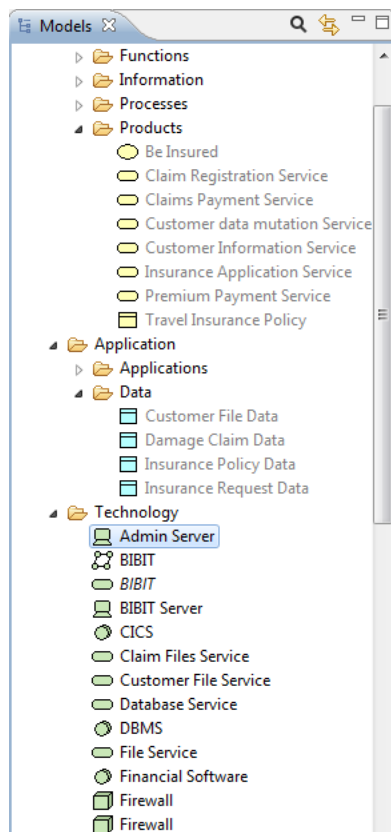 Models
Functions
Information
Processes
Products
Be Insured
Claim Registration Service
Claims Payment Service
Customer data mutation Service
Customer Information Service
Insurance Application Service
Premium Payment Service
Travel Insurance Policy
Application
Applications
Data
Customer File Data
Damage Claim Data
Insurance Policy Data
Insurance Request Data
Technology
Admin Server
BIBIT
BIBIT
BIBIT Server
CICS
Claim Files Service
Customer File Service
Database Service
DBMS
File Service
Financial Software
Firewall
Firewall